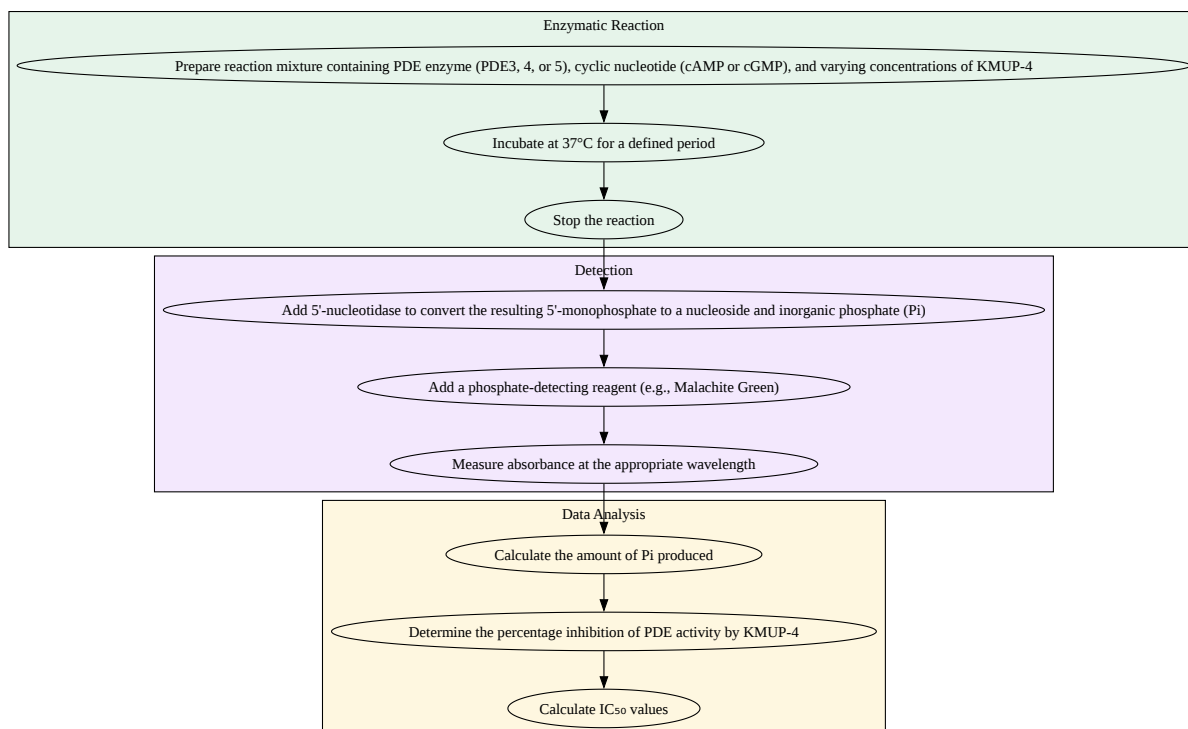 Enzymatic Reaction
Prepare reaction mixture containing PDE enzyme (PDE3, 4, or 5), cyclic nucleotide (cAMP or cGMP), and varying concentrations of KMUP-4
Incubate at 37°C for a defined period
Stop the reaction
Detection
Add 5'-nucleotidase to convert the resulting 5'-monophosphate to a nucleoside and inorganic phosphate (Pi)
Add a phosphate-detecting reagent (e.g., Malachite Green)
Measure absorbance at the appropriate wavelength
Data Analysis
Calculate the amount of Pi produced
Determine the percentage inhibition of PDE activity by KMUP-4
Calculate IC₅₀ values